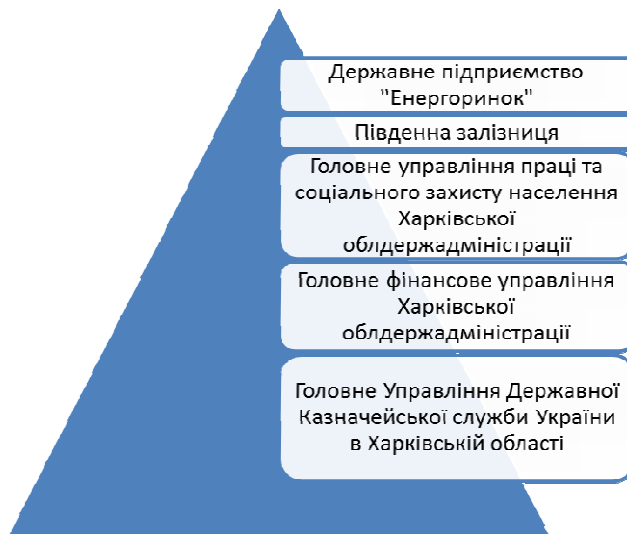 Державне підприємство
"Енергоринок"
Південна залізниця
Головне управління праці та
соціального захисту населення
Харківської
облдержадміністрації
Головне фінансове управління
Харківської
облдержадміністрації
Головне Управління Державної
Казначейської служби України
в Харківській області